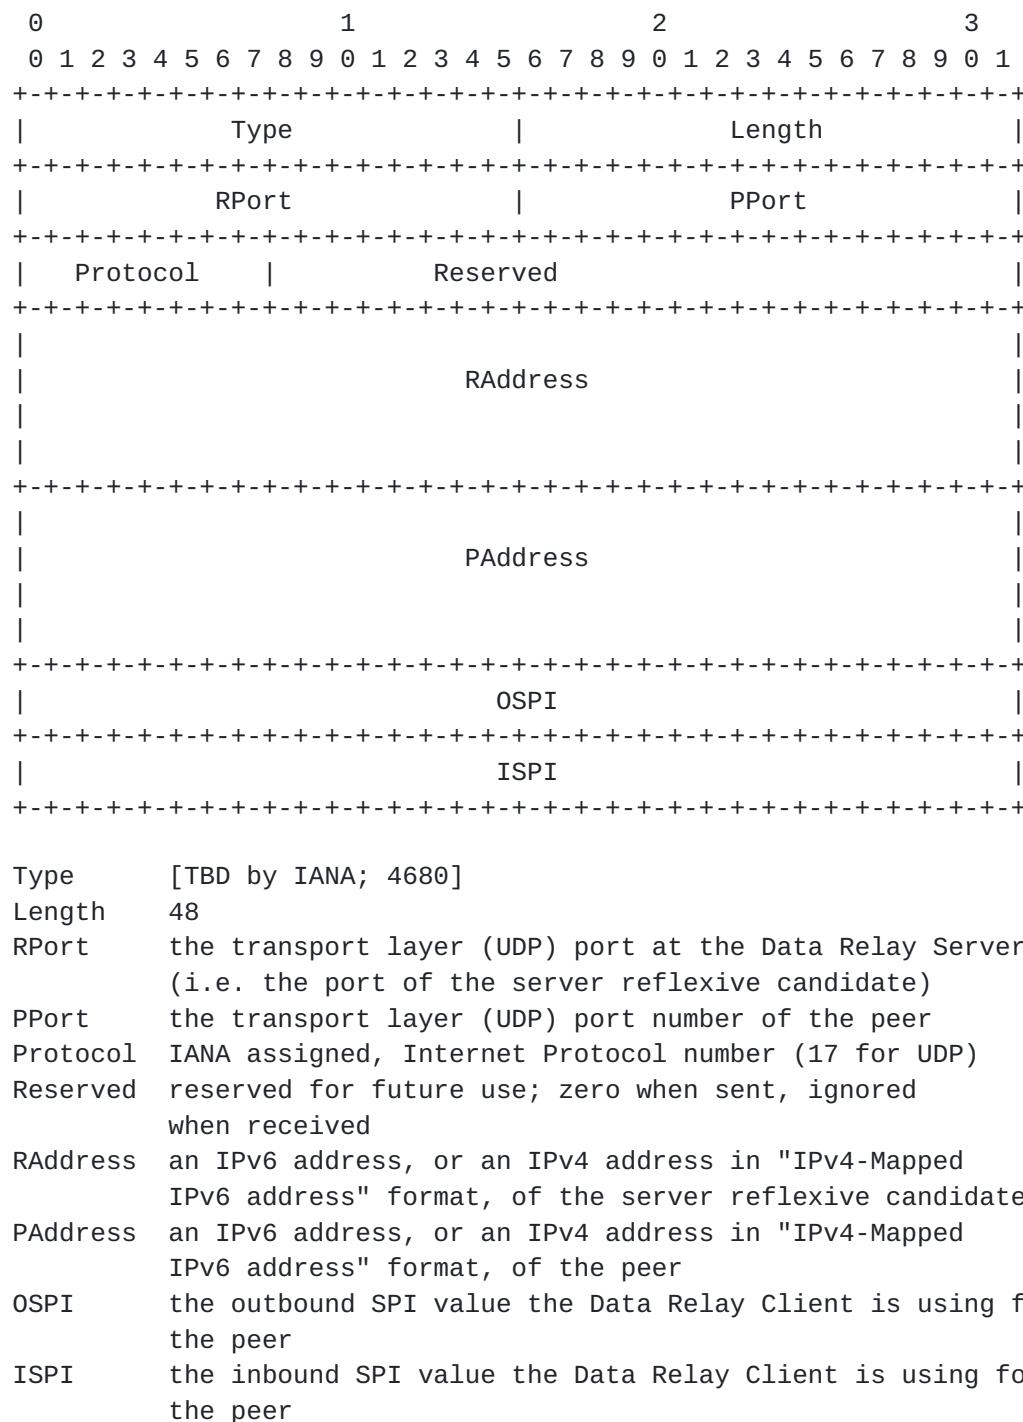 0                   1                   2                   3
 0 1 2 3 4 5 6 7 8 9 0 1 2 3 4 5 6 7 8 9 0 1 2 3 4 5 6 7 8 9 0 1
+-+-+-+-+-+-+-+-+-+-+-+-+-+-+-+-+-+-+-+-+-+-+-+-+-+-+-+-+-+-+-+-+
|             Type              |             Length            |
+-+-+-+-+-+-+-+-+-+-+-+-+-+-+-+-+-+-+-+-+-+-+-+-+-+-+-+-+-+-+-+-+
|            RPort              |             PPort             |
+-+-+-+-+-+-+-+-+-+-+-+-+-+-+-+-+-+-+-+-+-+-+-+-+-+-+-+-+-+-+-+-+
|   Protocol    |          Reserved                             |
+-+-+-+-+-+-+-+-+-+-+-+-+-+-+-+-+-+-+-+-+-+-+-+-+-+-+-+-+-+-+-+-+
|                                                               |
|                            RAddress                           |
|                                                               |
|                                                               |
+-+-+-+-+-+-+-+-+-+-+-+-+-+-+-+-+-+-+-+-+-+-+-+-+-+-+-+-+-+-+-+-+
|                                                               |
|                            PAddress                           |
|                                                               |
|                                                               |
+-+-+-+-+-+-+-+-+-+-+-+-+-+-+-+-+-+-+-+-+-+-+-+-+-+-+-+-+-+-+-+-+
|                              OSPI                             |
+-+-+-+-+-+-+-+-+-+-+-+-+-+-+-+-+-+-+-+-+-+-+-+-+-+-+-+-+-+-+-+-+
|                              ISPI                             |
+-+-+-+-+-+-+-+-+-+-+-+-+-+-+-+-+-+-+-+-+-+-+-+-+-+-+-+-+-+-+-+-+

Type      [TBD by IANA; 4680]
Length    48
RPort     the transport layer (UDP) port at the Data Relay Server
          (i.e. the port of the server reflexive candidate)
PPort     the transport layer (UDP) port number of the peer
Protocol  IANA assigned, Internet Protocol number (17 for UDP)
Reserved  reserved for future use; zero when sent, ignored
          when received
RAddress  an IPv6 address, or an IPv4 address in "IPv4-Mapped
          IPv6 address" format, of the server reflexive candidate
PAddress  an IPv6 address, or an IPv4 address in "IPv4-Mapped
          IPv6 address" format, of the peer
OSPI      the outbound SPI value the Data Relay Client is using
          the peer
ISPI      the inbound SPI value the Data Relay Client is using
          the peer